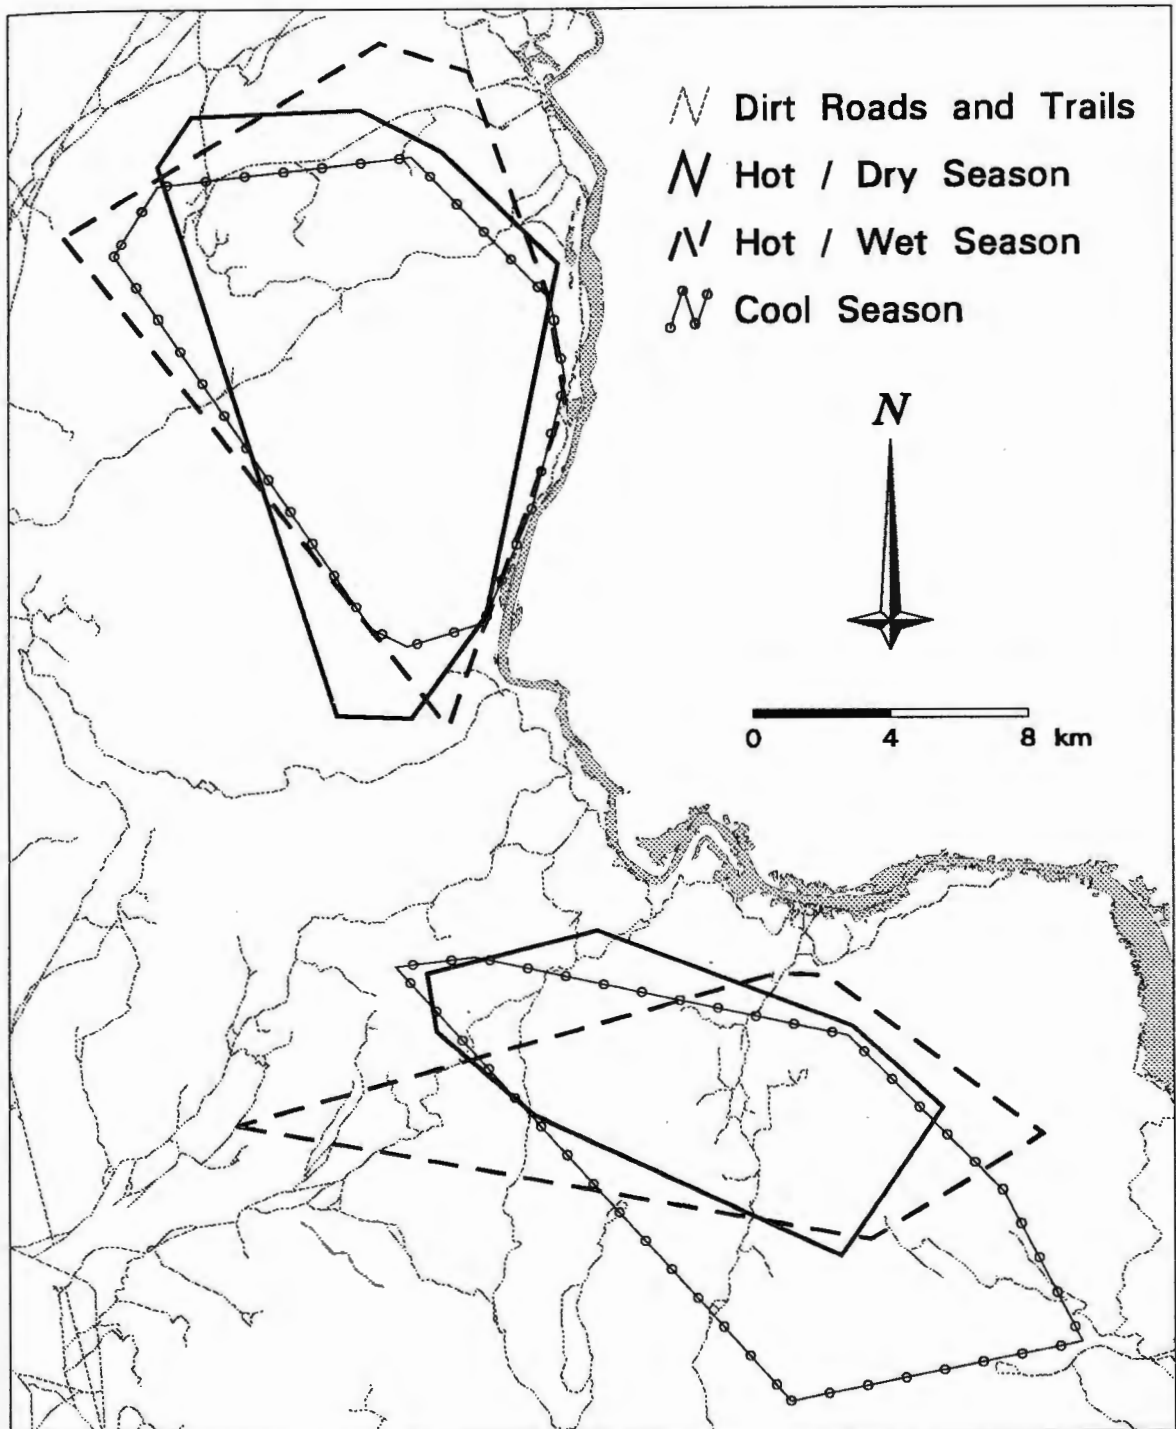 Dirt Roads and Trails
Hot / Dry Season
Hot / Wet Season
Cool Season
N
0 4 8 km